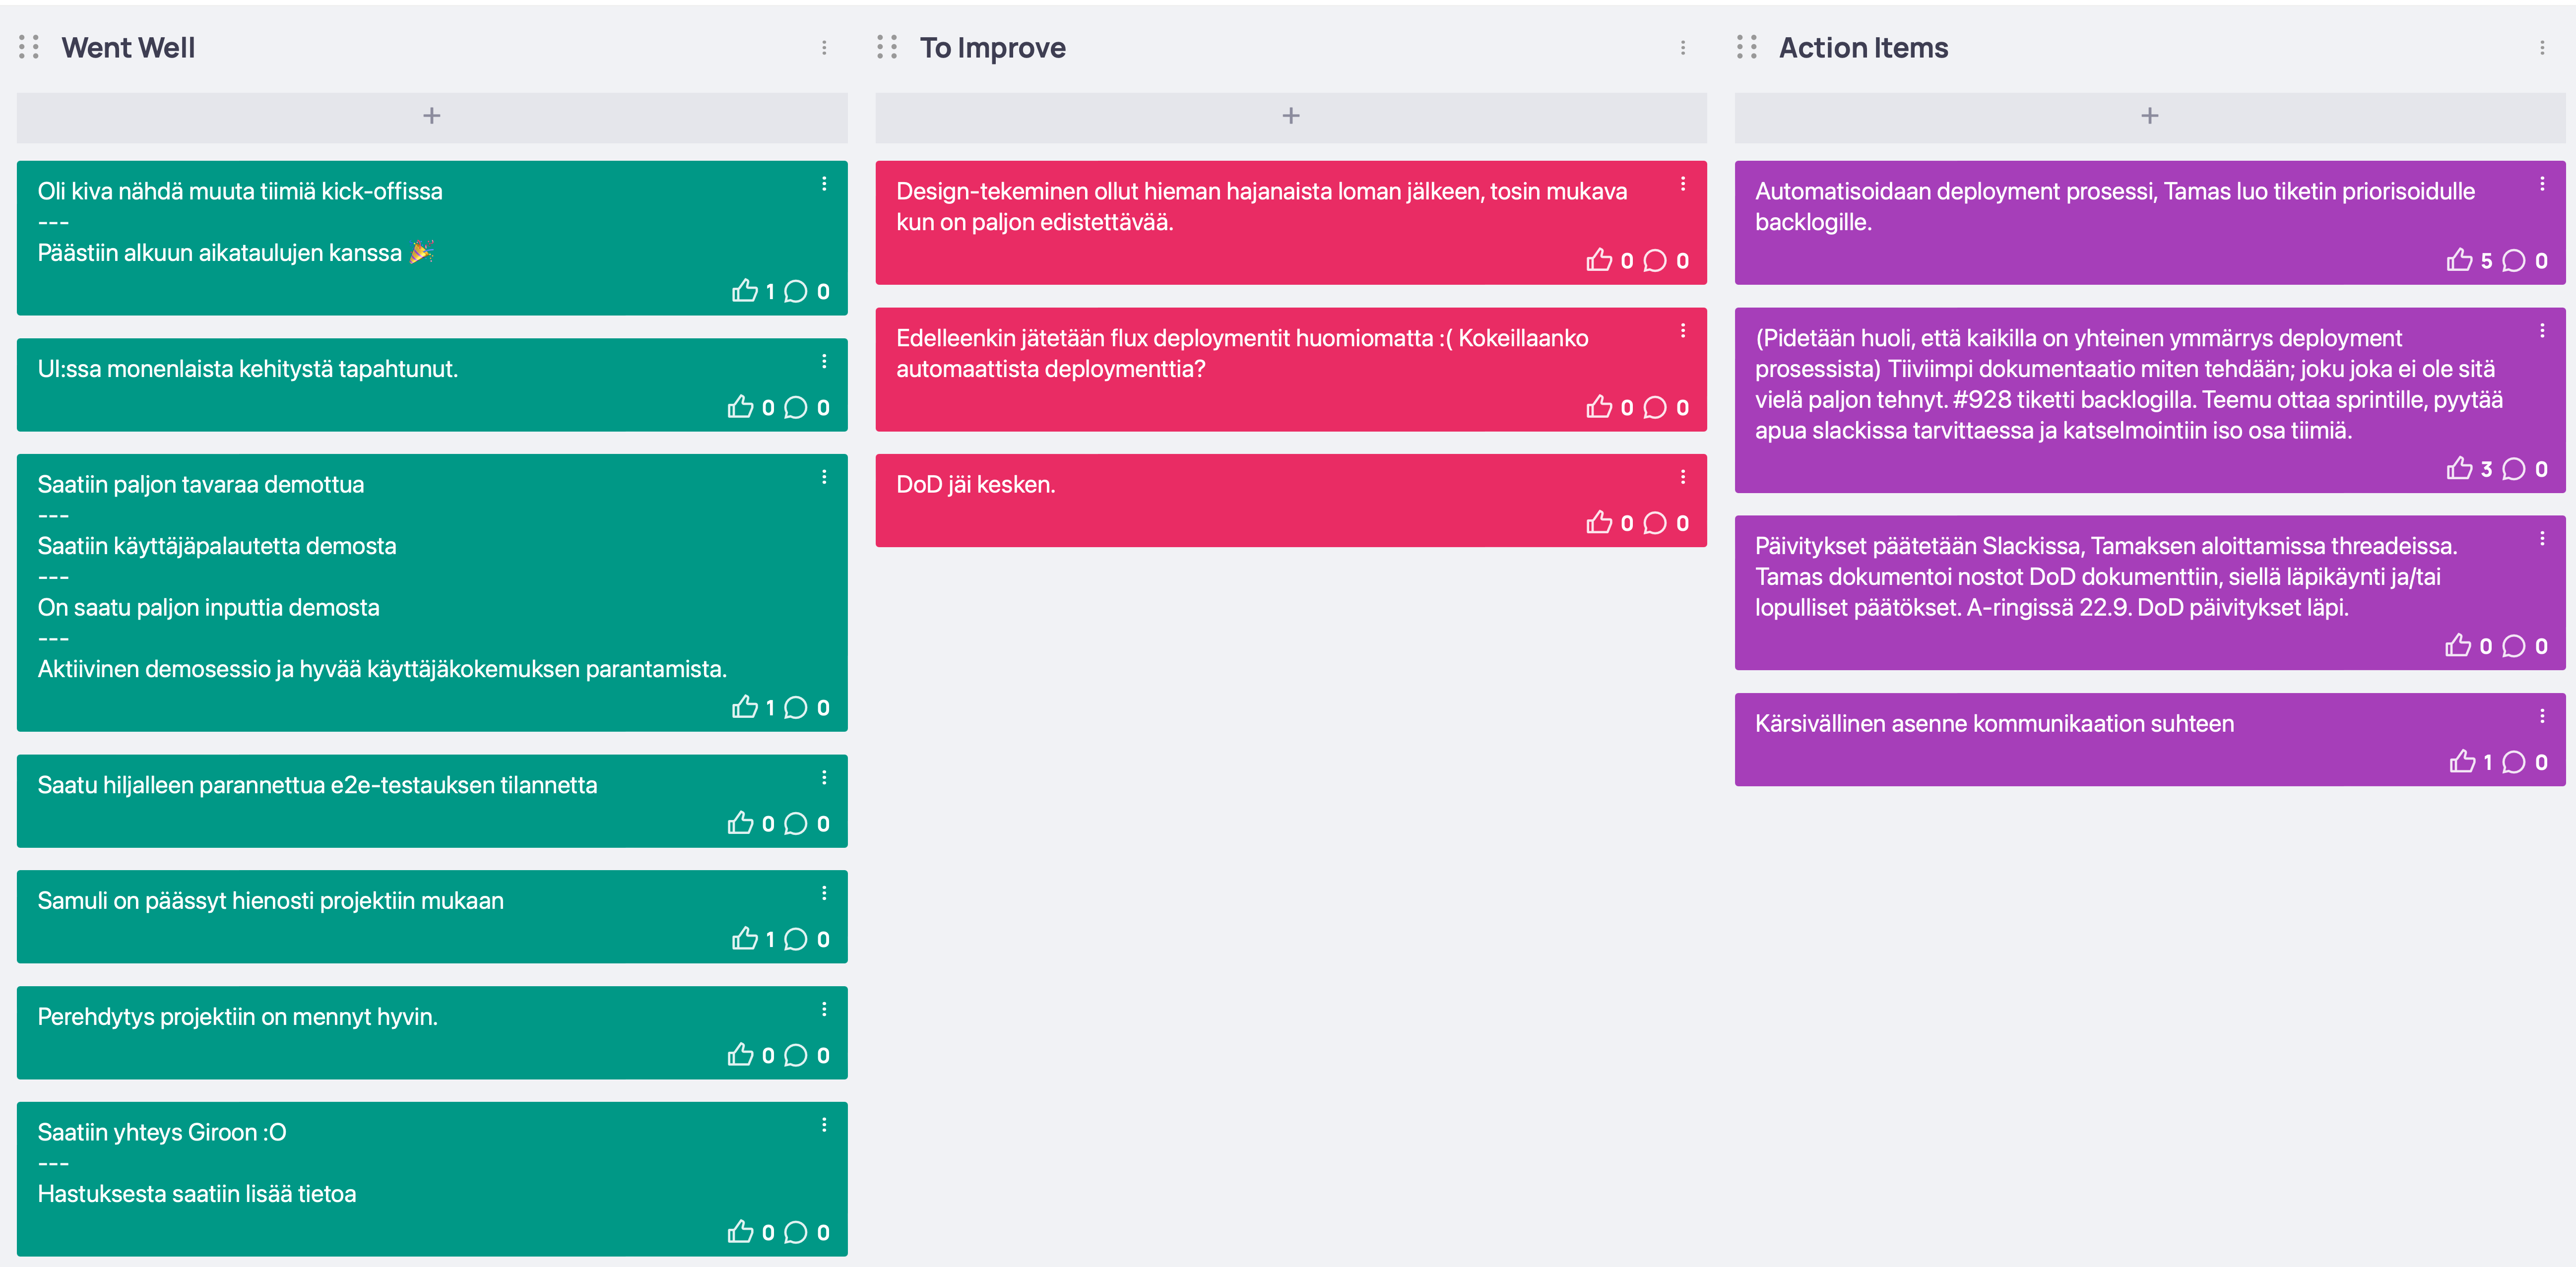 Went Well
+
Oli kiva nähdä muuta tiimiä kick-offissa
---
Päästiin alkuun aikataulujen kanssa 🎉
1 0
UI:ssa monenlaista kehitystä tapahtunut.
0 0
Saatiin paljon tavaraa demottua
---
Saatiin käyttäjäpalautetta demosta
---
On saatu paljon inputtia demosta
---
Aktiivinen demosessio ja hyvää käyttäjäkokemuksen parantamista.
1 0
Saatu hiljalleen parannettua e2e-testauksen tilannetta
0 0
Samuli on päässyt hienosti projektiin mukaan
1 0
Perehdytys projektiin on mennyt hyvin.
0 0
Saatiin yhteys Giroon :O
---
Hastuksesta saatiin lisää tietoa
0 0
To Improve
+
Design-tekeminen ollut hieman hajanaista loman jälkeen, tosin mukava
kun on paljon edistettävää.
0 0
Edelleenkin jätetään flux deploymentit huomiomatta :( Kokeillaanko
automaattista deploymenttia?
0 0
DoD jäi kesken.
0 0
Action Items
+
Automatisoidaan deployment prosessi, Tamas luo tiketin priorisoidulle
backlogille.
5 0
(Pidetään huoli, että kaikilla on yhteinen ymmärrys deployment
prosessista) Tiiviimpi dokumentaatio miten tehdään; joku joka ei ole sitä
vielä paljon tehnyt. #928 tiketti backlogilla. Teemu ottaa sprintille, pyytää
apua slackissa tarvittaessa ja katselmointiin iso osa tiimiä.
3 0
Päivitykset päätetään Slackissa, Tamaksen aloittamissa threadeissa.
Tamas dokumentoi nostot DoD dokumenttiin, siellä läpikäynti ja/tai
lopulliset päätökset. A-ringissä 22.9. DoD päivitykset läpi.
0 0
Kärsivällinen asenne kommunikaation suhteen
1 0